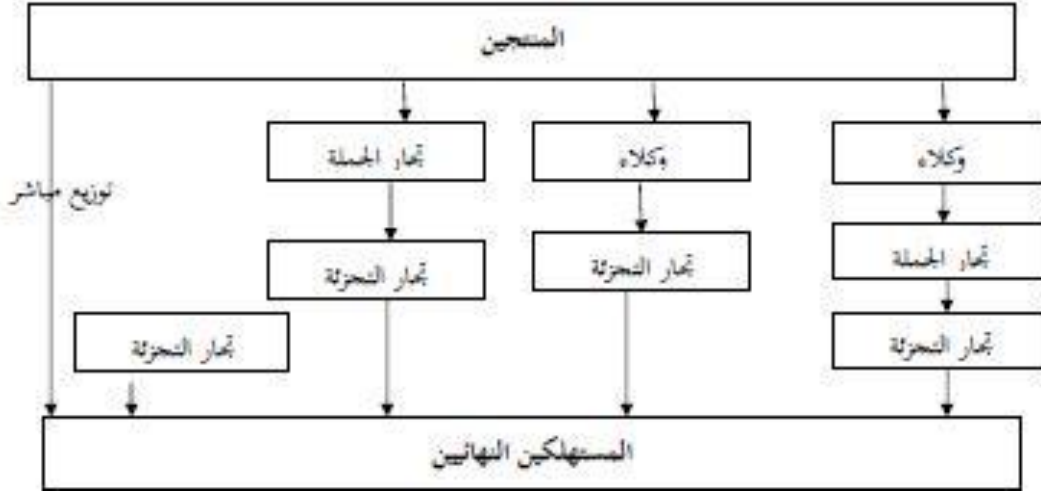 المنتجين
تجار الجملة
وكلاء
وكلاء
توزيع مباشر
تجار التجزئة
تجار التجزئة
تجار الجملة
تجار التجزئة
تجار التجزئة
المستهلكين النهائيين